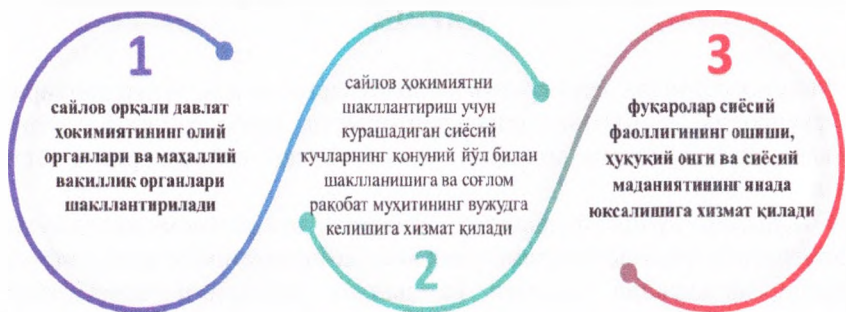 1
сайлов орқали давлат
ҳокимиятининг олий
органлари ва маҳаллий
вакиллик органлари
шакллантирилади
сайлов ҳокимиятни
шакллантириш учун
курашадиган сиёсий
кучларнинг қонуний йўл билан
шаклланишига ва соғлом
рақобат муҳитининг вужудга
келишига хизмат қилади
2
3
фуқаролар сиёсий
фаоллигининг ошиши,
ҳуқуқий онги ва сиёсий
маданиятининг янада
юксалишига хизмат қилади